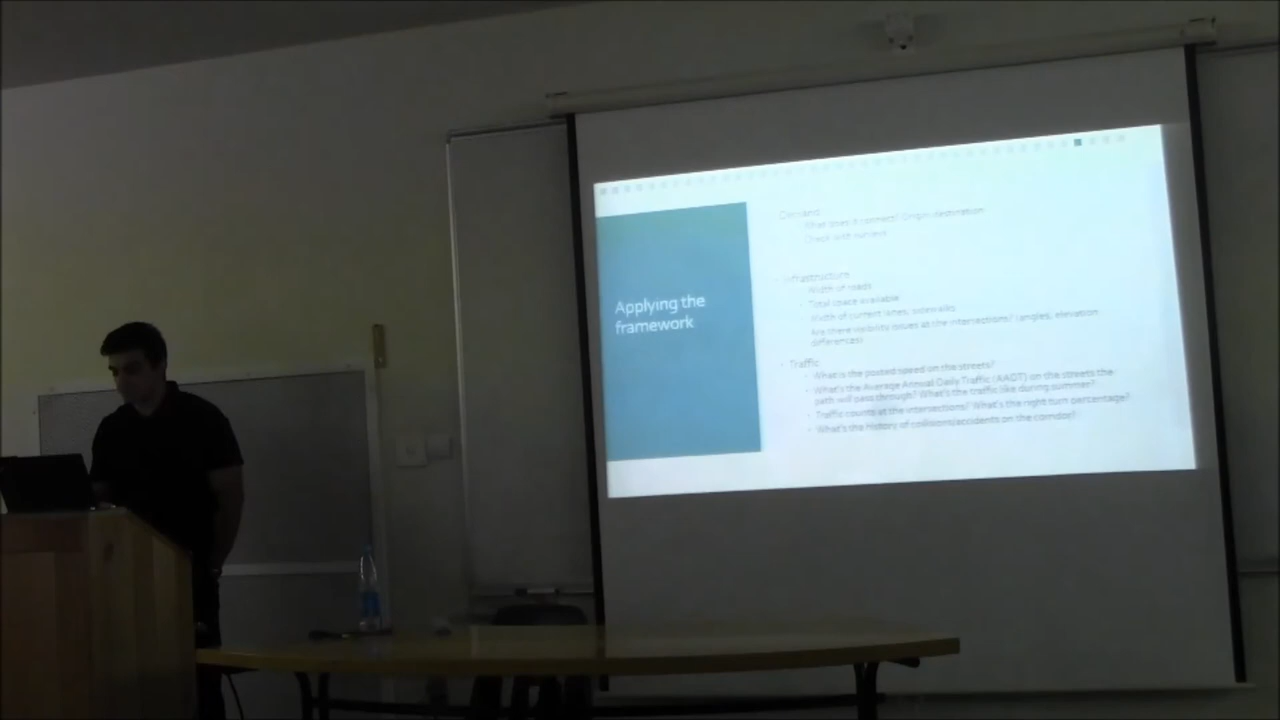 Applying the
framework
Demand
What does it connect? Origin destination
Check with
Infrastructure
Width of roads
Total space available
Width of current lanes, sidewalks
Are there visibility issues at the intersections? (angles, elevation
differences)
Traffic
What is the posted speed on the streets?
What's the Average Annual Daily Traffic (AADT) on the streets the
path will pass through? What's the traffic like during summer?
Traffic counts at the intersections? What's the right turn percentage?
What's the history of collisions/accidents on the corridor?